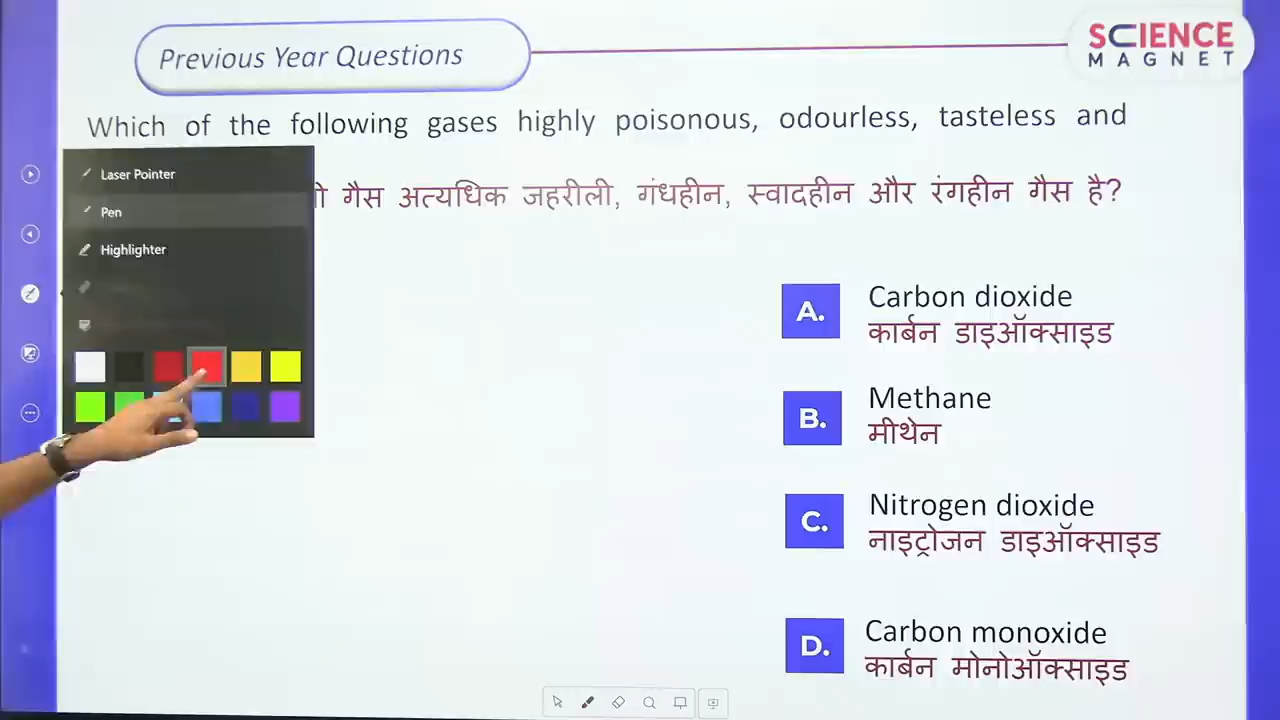 Previous Year Questions
SCIENCE
MAGNET
Which of the following gases highly poisonous, odourless, tasteless and
गैस अत्यधिक जहरीली, गंधहीन, स्वादहीन और रंगहीन गैस है?
Laser Pointer
Pen
Highlighter
A. Carbon dioxide
कार्बन डाइऑक्साइड
B. Methane
मीथेन
C. Nitrogen dioxide
नाइट्रोजन डाइऑक्साइड
D. Carbon monoxide
कार्बन मोनोऑक्साइड